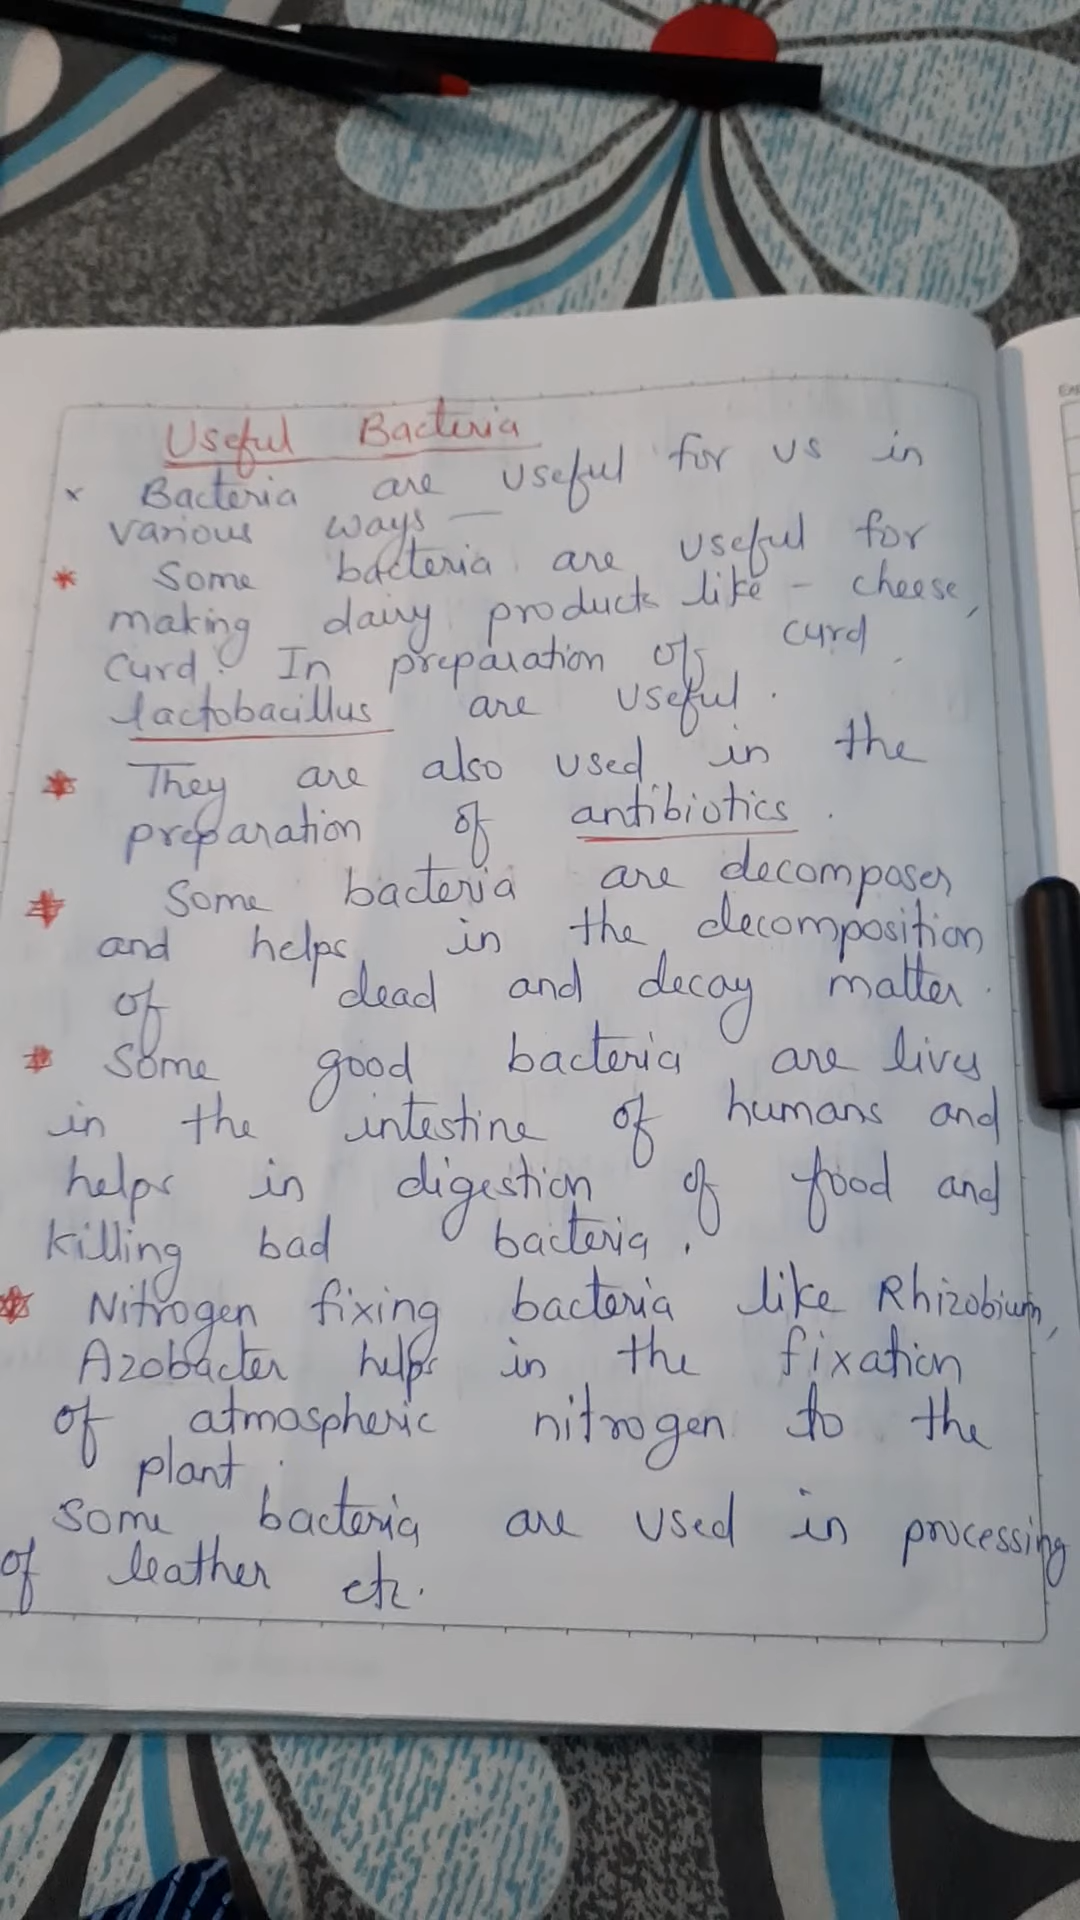 Useful Bacteria
x Bacteria are useful for us in
various ways —
* Some bacteria are useful for
making dairy products like - cheese,
curd. In preparation of curd
lactobacillus are useful.
* They are also used in the
preparation of antibiotics.
* Some bacteria are decomposer
and helps in the decomposition
of dead and decay matter.
* Some good bacteria are lives
in the intestine of humans and
helps in digestion of food and
killing bad bacteria.
* Nitrogen fixing bacteria like Rhizobium,
Azobacter helps in the fixation
of atmospheric nitrogen to the
plant.
Some bacteria are used in processing
of leather etc.